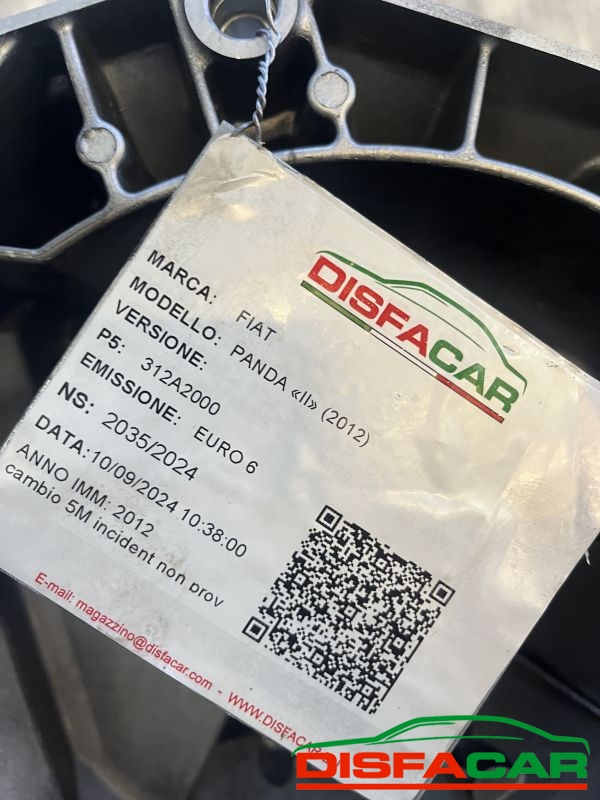 DISFACAR
MARCA: FIAT
MODELLO: PANDA «II» (2012)
VERSIONE:
P5: 312A2000
EMISSIONE: EURO 6
NS: 2035/2024
DATA:10/09/2024 10:38:00
ANNO IMM: 2012
cambio 5M incident non prov
E-mail: magazzino@disfacar.com - WWW.DISFACAR
DISFACAR